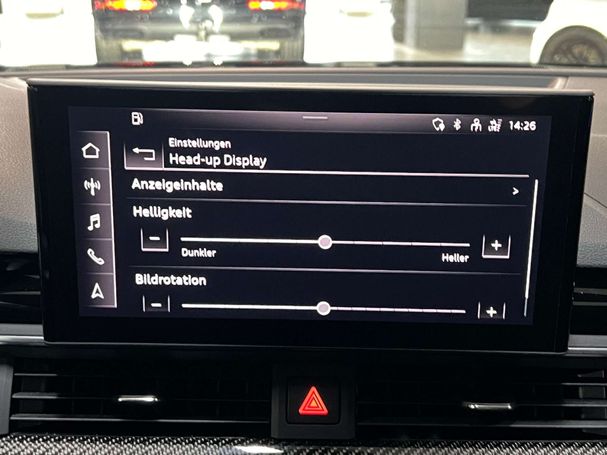 14:26
Einstellungen
Head-up Display
Anzeigeinhalte
Helligkeit
Dunkler
Heller
Bildrotation